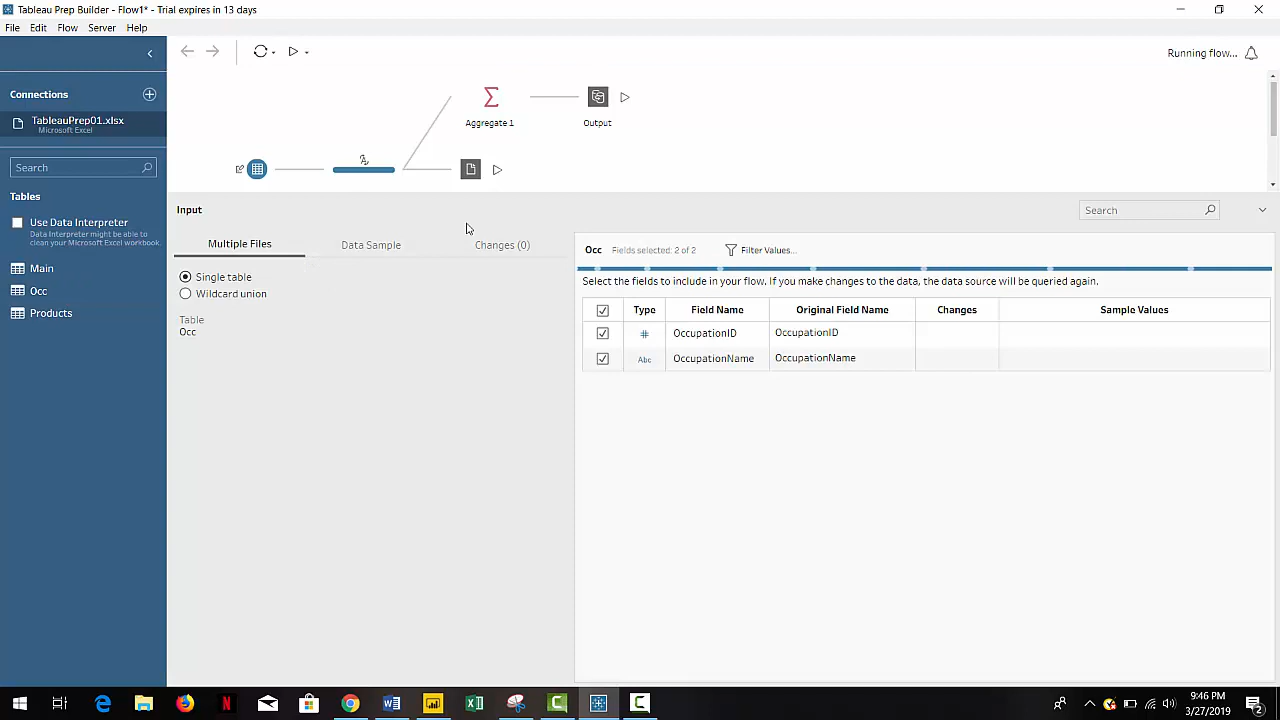 Tableau Prep Builder - Flow1* - Trial expires in 13 days
File Edit Flow Server Help
Running flow...
Connections
TableauPrep01.xlsx
Microsoft Excel
Search
Tables
Use Data Interpreter
Data Interpreter might be able to
clean your Microsoft Excel workbook.
Main
Occ
Products
Aggregate 1
Output
Input
Search
Multiple Files
Data Sample
Changes (0)
Single table
Wildcard union
Table
Occ
Occ Fields selected: 2 of 2 Filter Values...
Select the fields to include in your flow. If you make changes to the data, the data source will be queried again.
Type Field Name Original Field Name Changes Sample Values
# OccupationID OccupationID
Abc OccupationName OccupationName
9:46 PM
3/27/2019
2